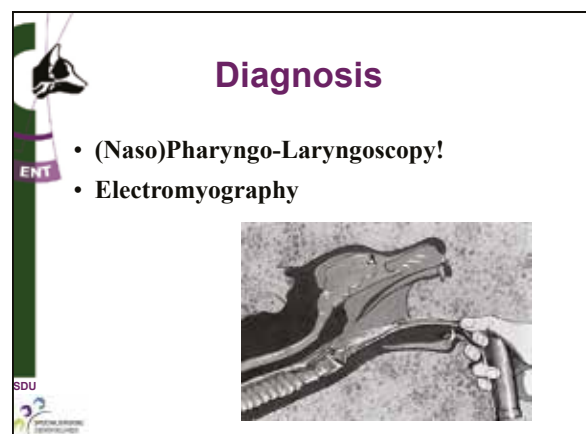 Diagnosis
• (Naso)Pharyngo-Laryngoscopy!
• Electromyography
ENT
SDU